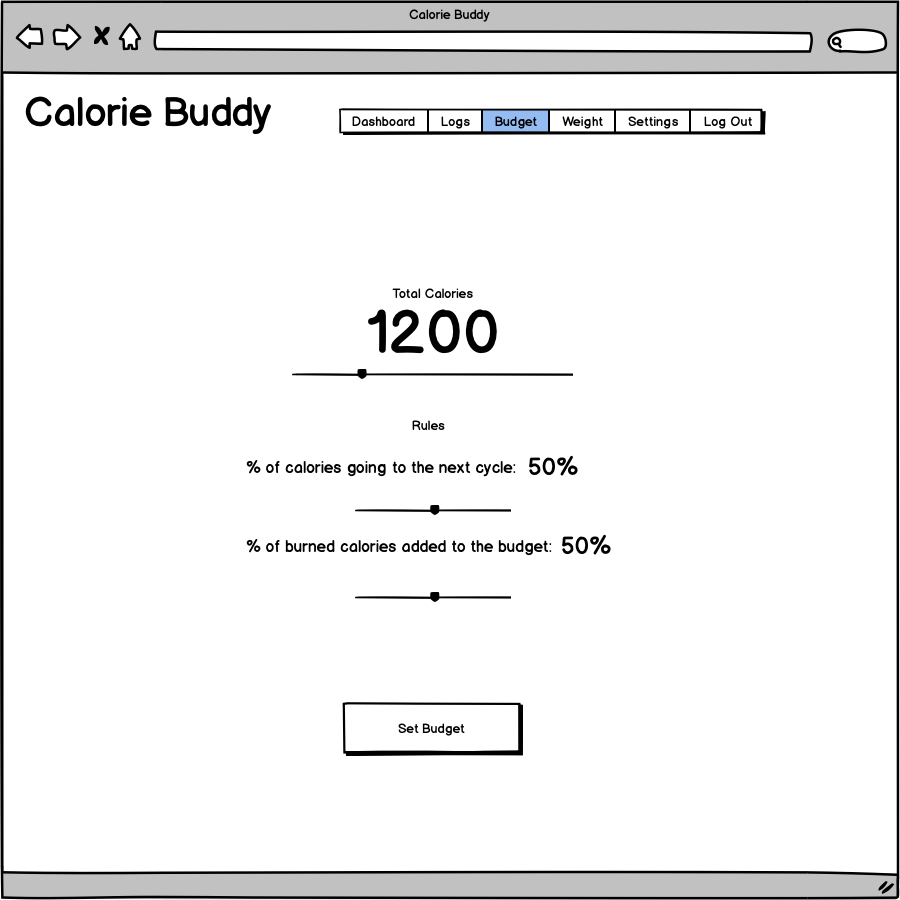 Calorie Buddy
Calorie Buddy
Dashboard Logs Budget Weight Settings Log Out
Total Calories
1200
Rules
% of calories going to the next cycle: 50%
% of burned calories added to the budget: 50%
Set Budget